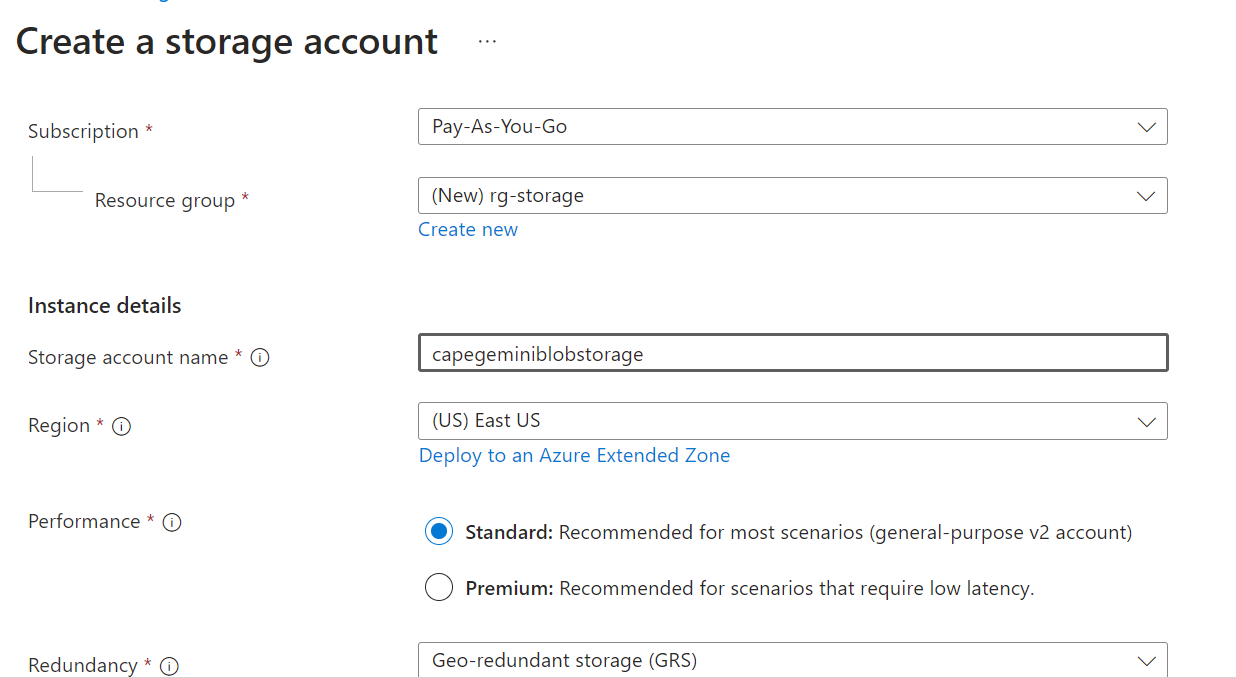 Create a storage account ...
Subscription *
Pay-As-You-Go
Resource group *
(New) rg-storage
Create new
Instance details
Storage account name *
capegeminiblobstorage
Region *
(US) East US
Deploy to an Azure Extended Zone
Performance *
Standard: Recommended for most scenarios (general-purpose v2 account)
Premium: Recommended for scenarios that require low latency.
Redundancy *
Geo-redundant storage (GRS)